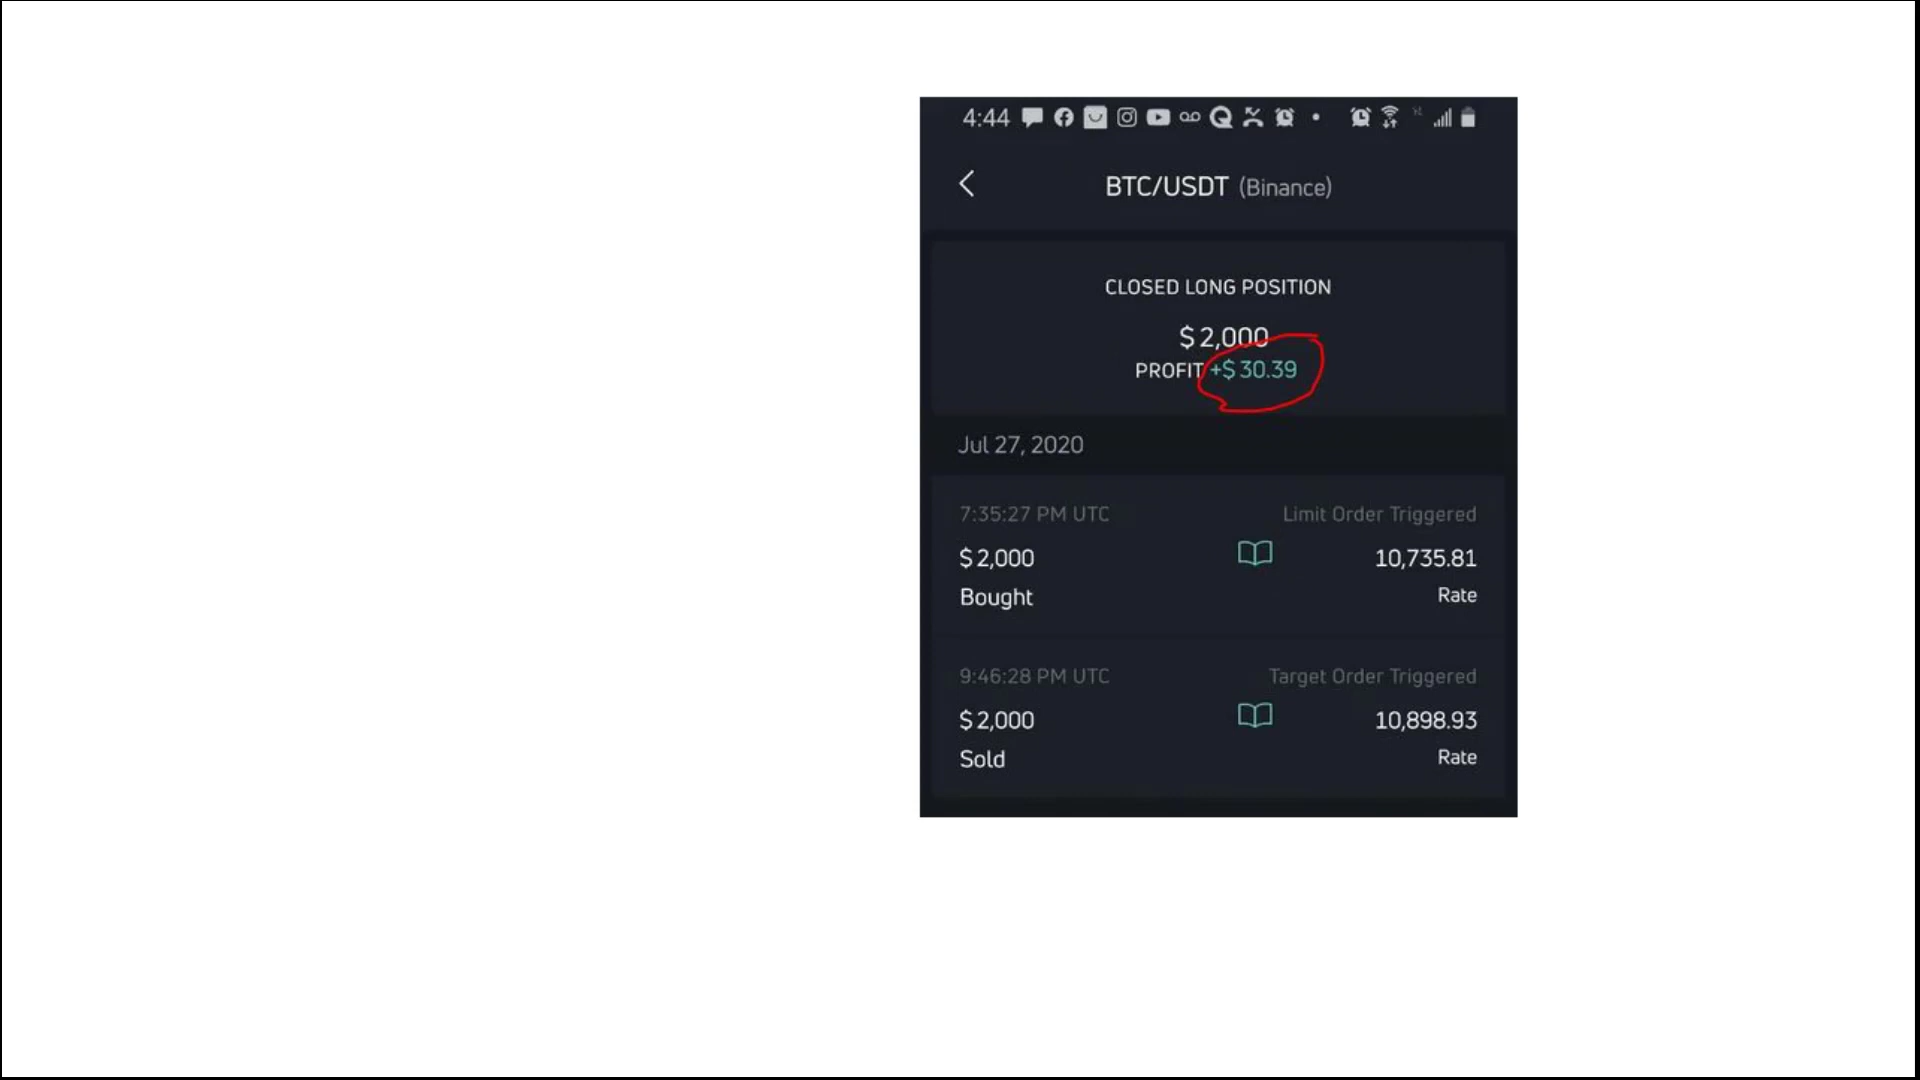 4:44
BTC/USDT (Binance)
CLOSED LONG POSITION
$ 2,000
PROFIT +$ 30.39
Jul 27, 2020
7:35:27 PM UTC Limit Order Triggered
$ 2,000 10,735.81
Bought Rate
9:46:28 PM UTC Target Order Triggered
$ 2,000 10,898.93
Sold Rate